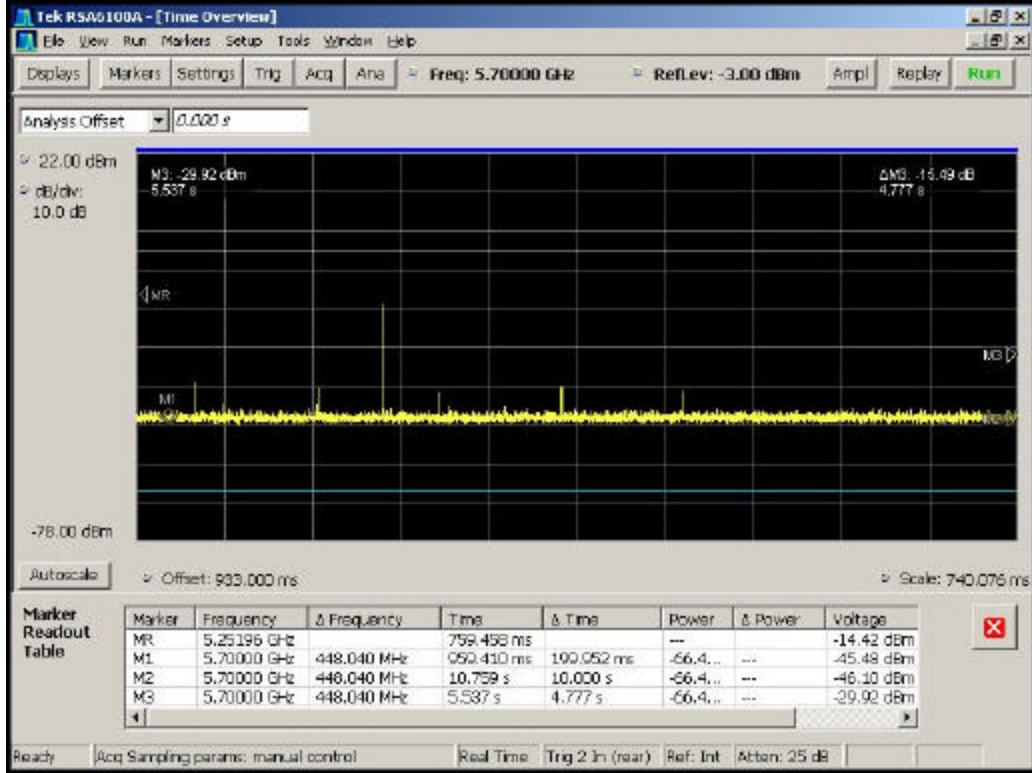 Tek RSA6100A - [Time Overview]
File View Run Markers Setup Tools Window Help
Displays Markers Settings Trig Acq Ana Freq: 5.70000 GHz RefLev: -3.00 dBm Ampl Replay Run
Analysis Offset 0.000 s
22.00 dBm
dB/div:
10.0 dB
M3: -29.92 dBm
5.537 s
ΔM3: -15.49 dB
4.777 s
MR
M3
M1
-78.00 dBm
Autoscale Offset: 933.000 ms Scale: 740.076 ms
Marker Readout Table
Marker Frequency Δ Frequency Time Δ Time Power Δ Power Voltage
MR 5.25196 GHz 759.458 ms --- -14.42 dBm
M1 5.70000 GHz 448.040 MHz 959.410 ms 199.952 ms -66.4... --- -45.48 dBm
M2 5.70000 GHz 448.040 MHz 10.759 s 10.000 s -66.4... --- -46.10 dBm
M3 5.70000 GHz 448.040 MHz 5.537 s 4.777 s -66.4... --- -29.92 dBm
Ready Acq Sampling params: manual control Real Time Trig 2 In (rear) Ref: Int Atten: 25 dB